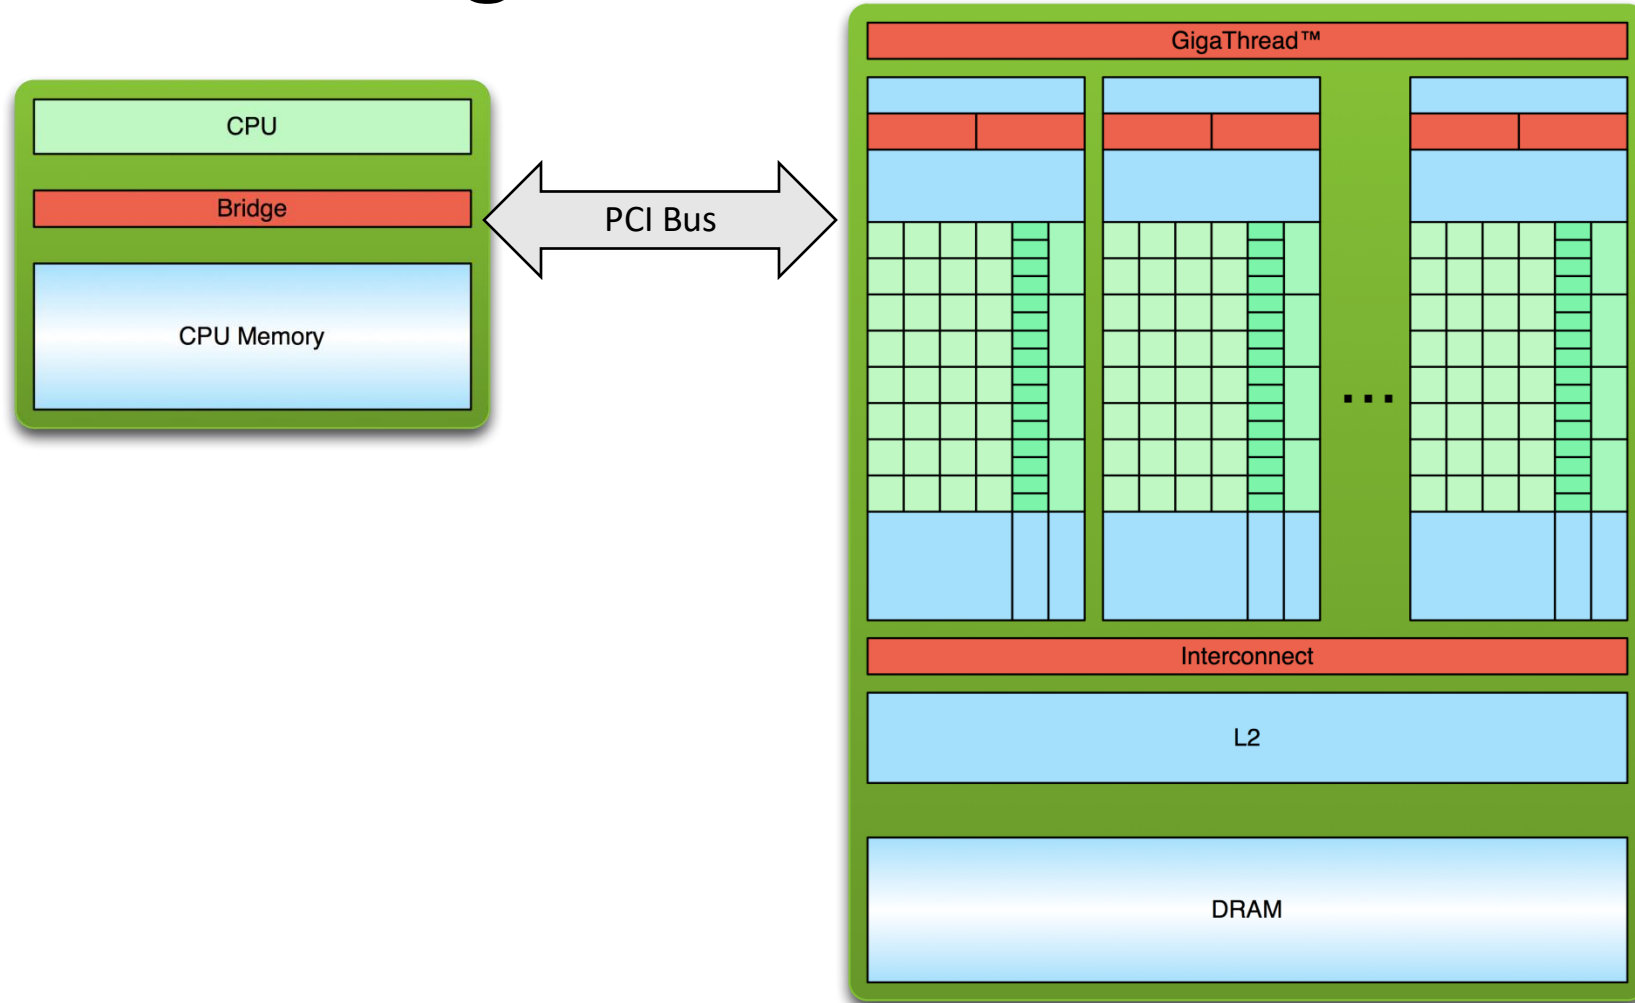 CPU
Bridge
CPU Memory
PCI Bus
GigaThread™
...
Interconnect
L2
DRAM